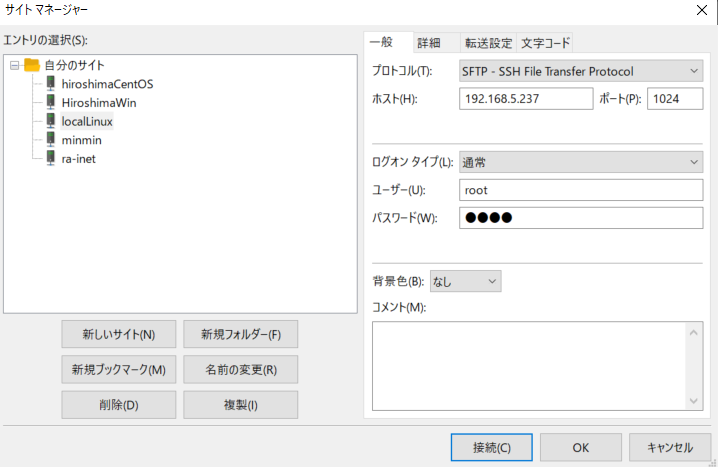 サイト マネージャー
エントリの選択(S):
自分のサイト
hiroshimaCentOS
HiroshimaWin
localLinux
minmin
ra-inet
新しいサイト(N)
新規フォルダー(F)
新規ブックマーク(M)
名前の変更(R)
削除(D)
複製(I)
一般
詳細
転送設定
文字コード
プロトコル(T):
SFTP - SSH File Transfer Protocol
ホスト(H):
192.168.5.237
ポート(P):
1024
ログオン タイプ(L):
通常
ユーザー(U):
root
パスワード(W):
●●●●
背景色(B):
なし
コメント(M):
接続(C)
OK
キャンセル